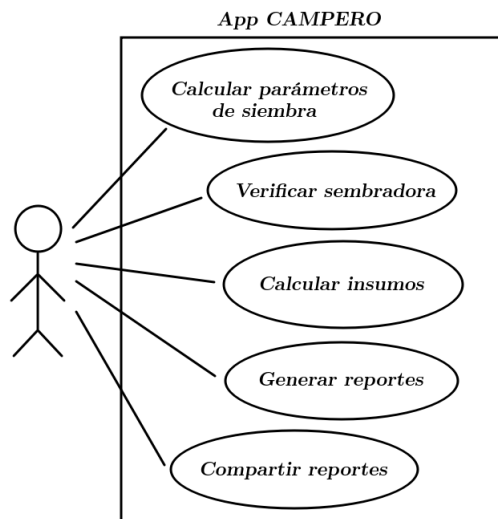 App CAMPERO
Calcular parámetros
de siembra
Verificar sembradora
Calcular insumos
Generar reportes
Compartir reportes